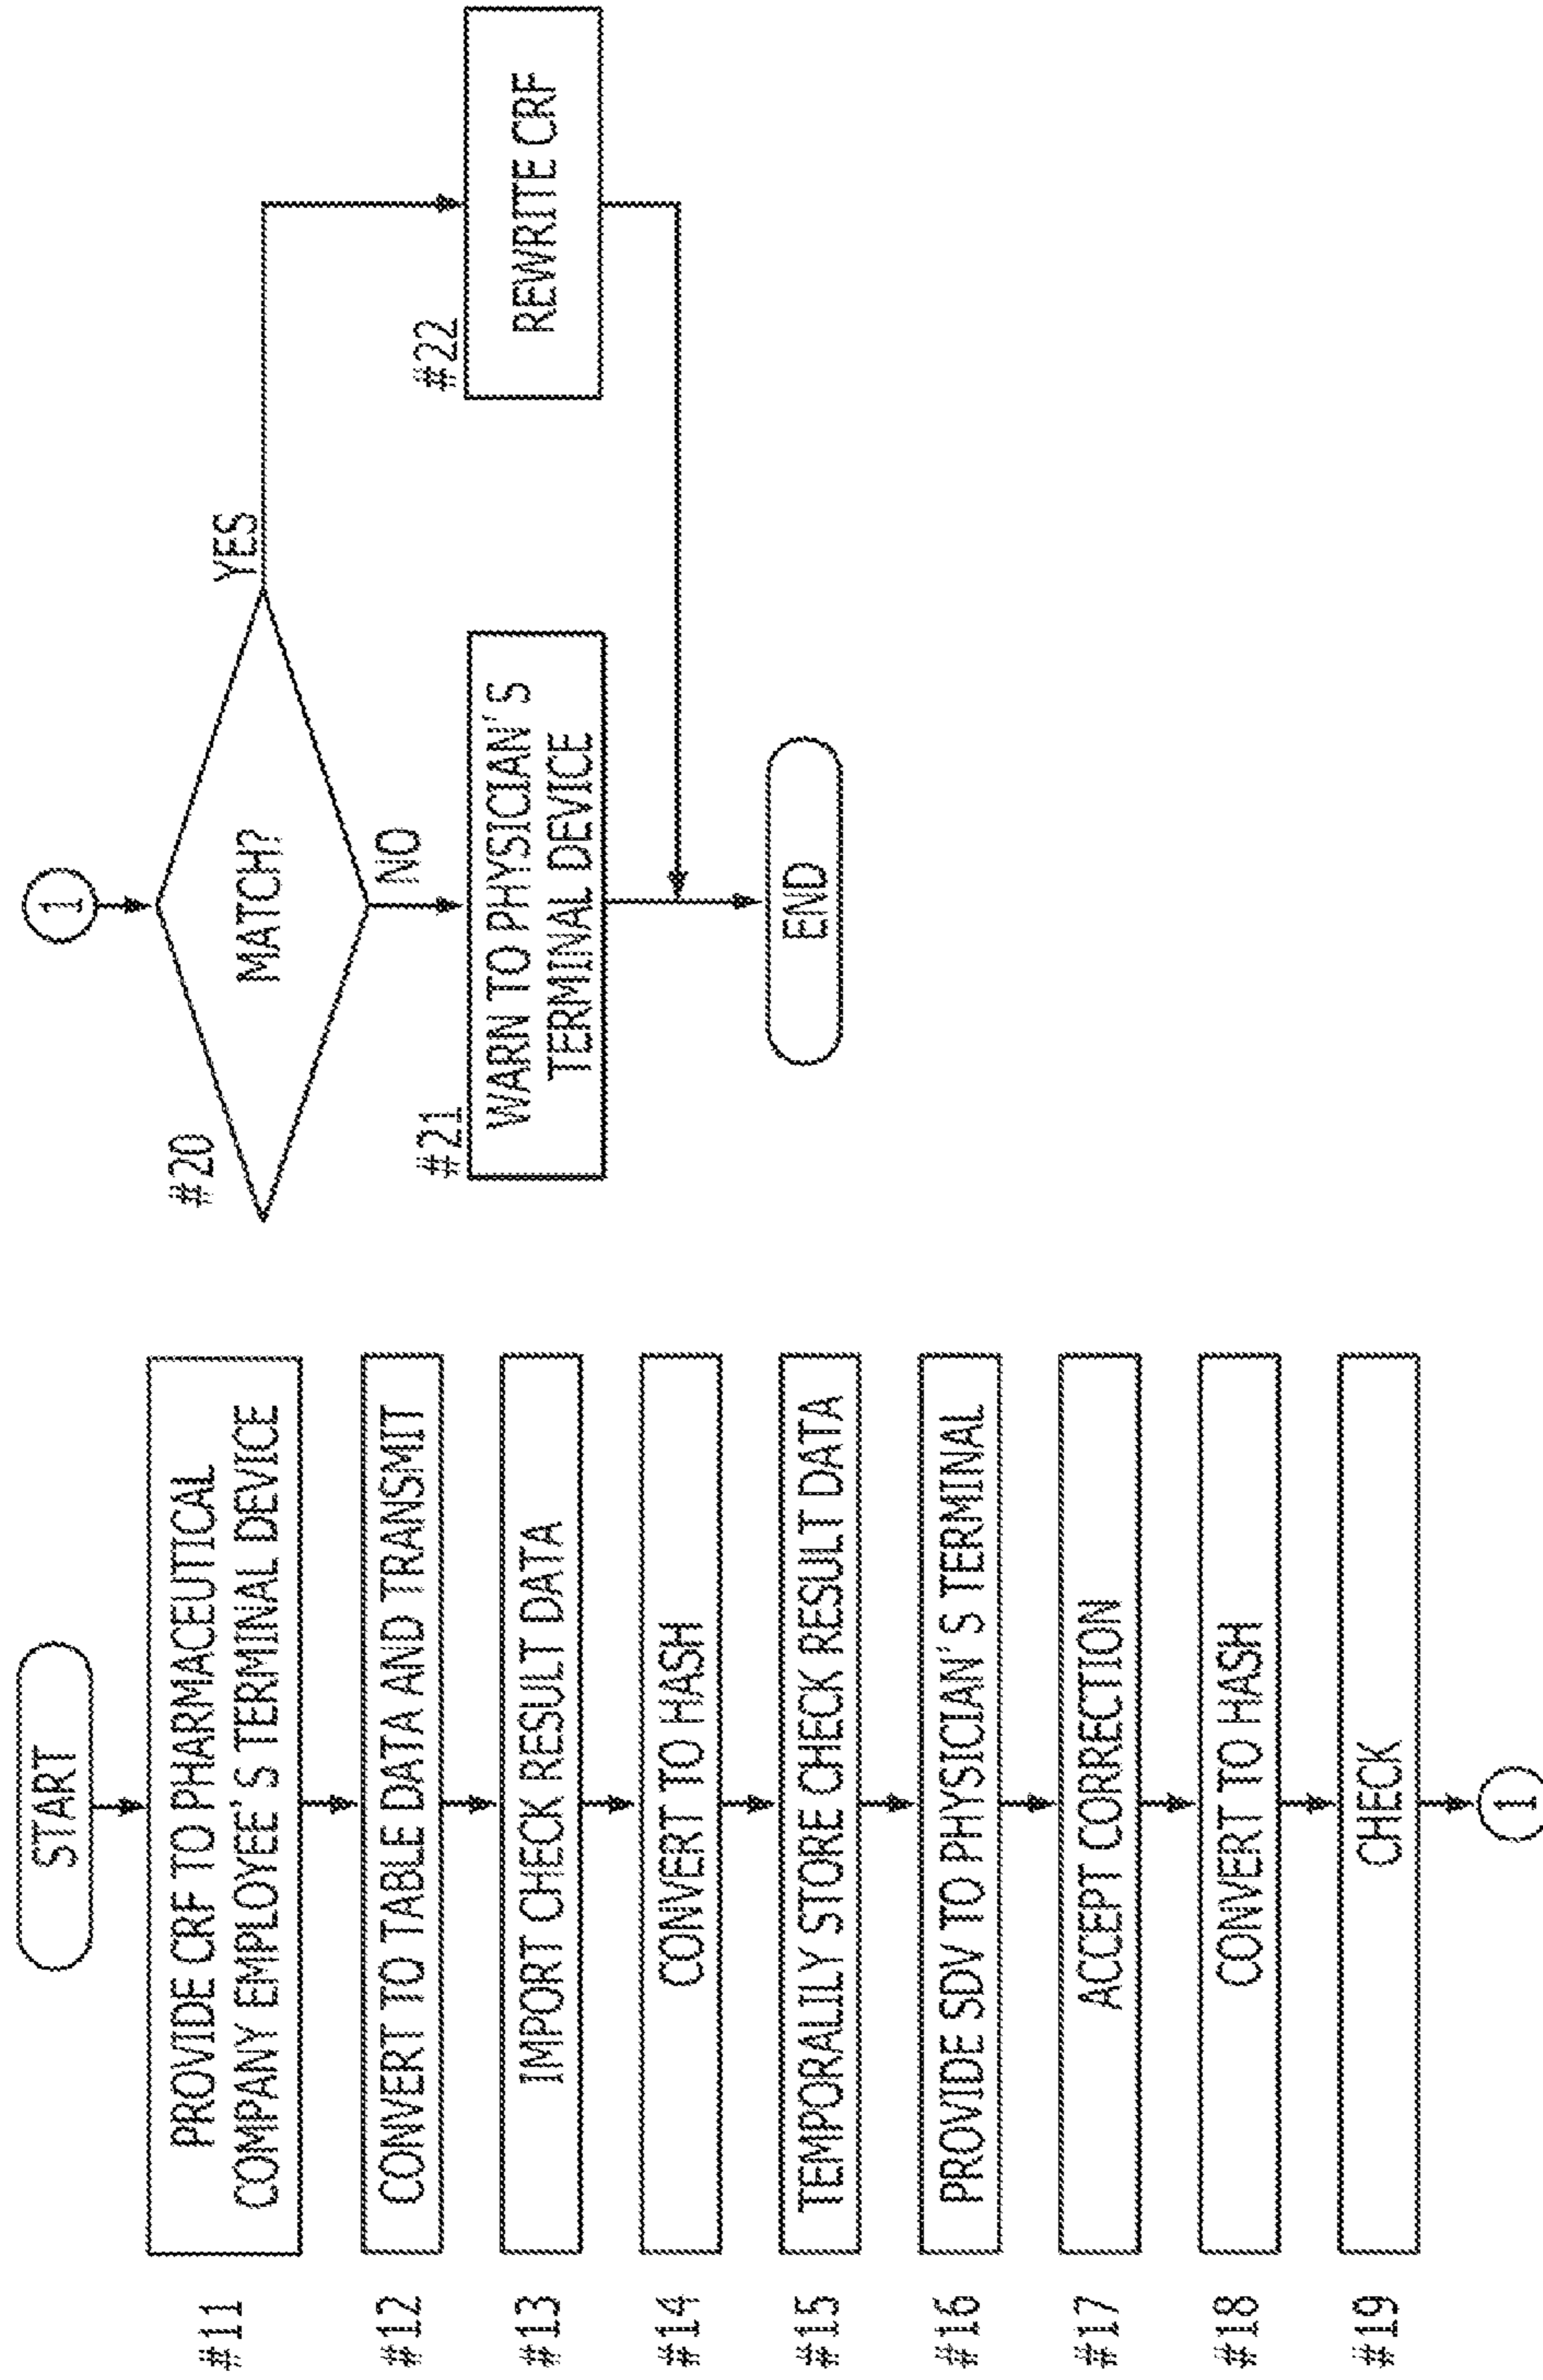 START
#11
PROVIDE CRF TO PHARMACEUTICAL
COMPANY EMPLOYEE'S TERMINAL DEVICE
#12
CONVERT TO TABLE DATA AND TRANSMIT
#13
IMPORT CHECK RESULT DATA
#14
CONVERT TO HASH
#15
TEMPORALILY STORE CHECK RESULT DATA
#16
PROVIDE SDV TO PHYSICIAN'S TERMINAL
#17
ACCEPT CORRECTION
#18
CONVERT TO HASH
#19
CHECK
1
1
#20
MATCH?
YES
NO
#21
WARN TO PHYSICIAN'S
TERMINAL DEVICE
#22
REWRITE CRF
END